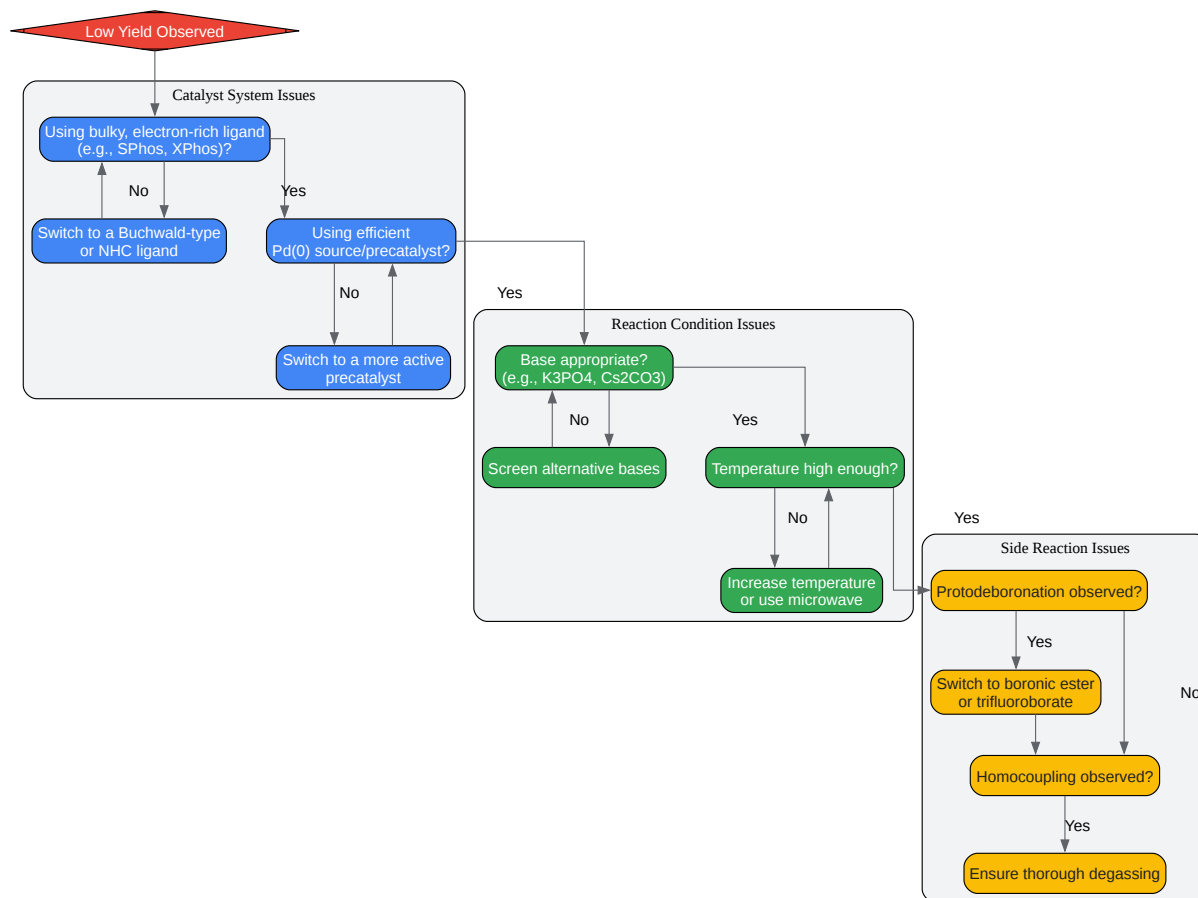 Low Yield Observed
Catalyst System Issues
Using bulky, electron-rich ligand
(e.g., SPhos, XPhos)?
No
Yes
Switch to a Buchwald-type
or NHC ligand
Using efficient
Pd(0) source/precatalyst?
No
Yes
Switch to a more active
precatalyst
Reaction Condition Issues
Base appropriate?
(e.g., K3PO4, Cs2CO3)
No
Yes
Screen alternative bases
Temperature high enough?
No
Yes
Increase temperature
or use microwave
Side Reaction Issues
Protodeboronation observed?
Yes
No
Switch to boronic ester
or trifluoroborate
Homocoupling observed?
Yes
Ensure thorough degassing